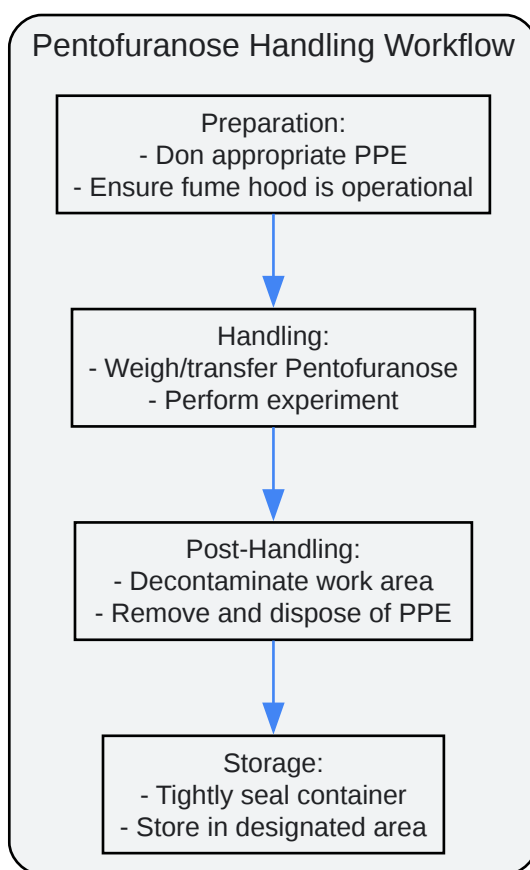 Pentofuranose Handling Workflow
Preparation:
- Don appropriate PPE
- Ensure fume hood is operational
Handling:
- Weigh/transfer Pentofuranose
- Perform experiment
Post-Handling:
- Decontaminate work area
- Remove and dispose of PPE
Storage:
- Tightly seal container
- Store in designated area